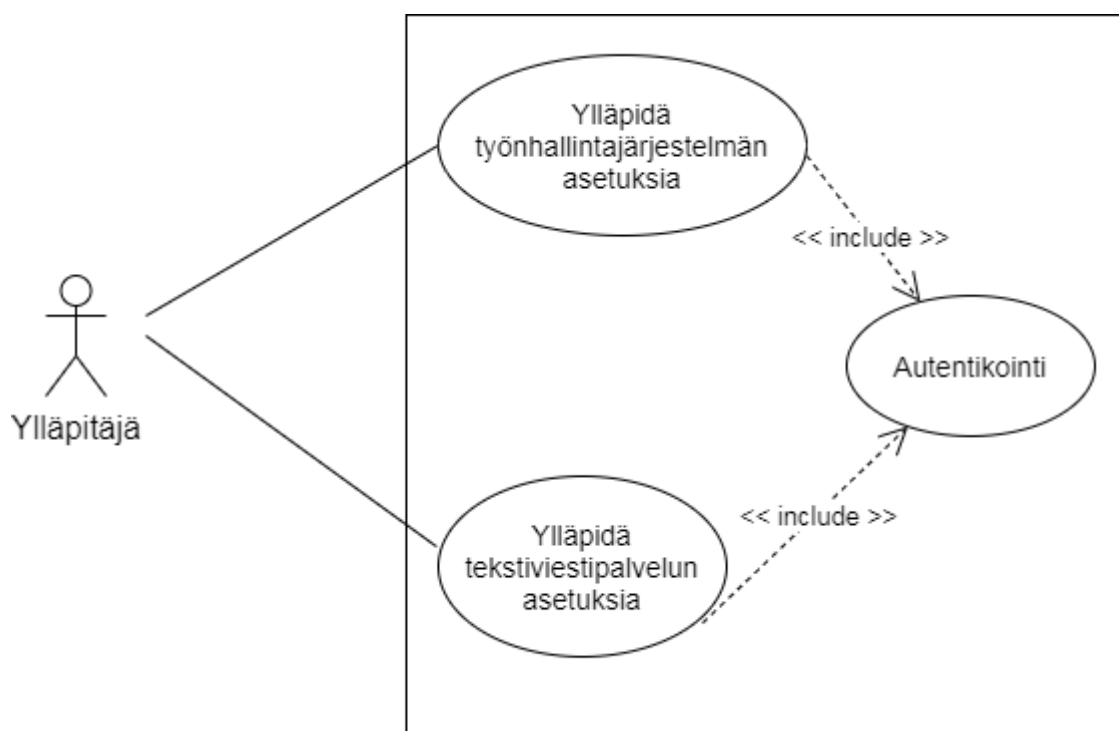 Ylläpidä
työnhallintajärjestelmän
asetuksia
<< include >>
Autentikointi
Ylläpitäjä
<< include >>
Ylläpidä
tekstiviestipalvelun
asetuksia